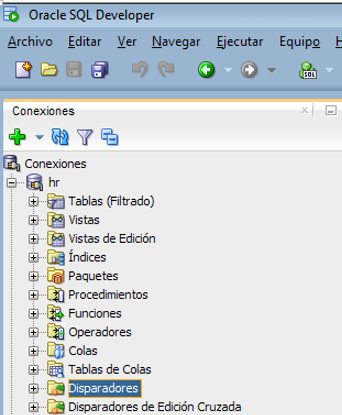 Oracle SQL Developer
Archivo Editar Ver Navegar Ejecutar Equipo H
SQL
Conexiones
Conexiones
hr
Tablas (Filtrado)
Vistas
Vistas de Edición
Índices
Paquetes
Procedimientos
Funciones
Operadores
Colas
Tablas de Colas
Disparadores
Disparadores de Edición Cruzada